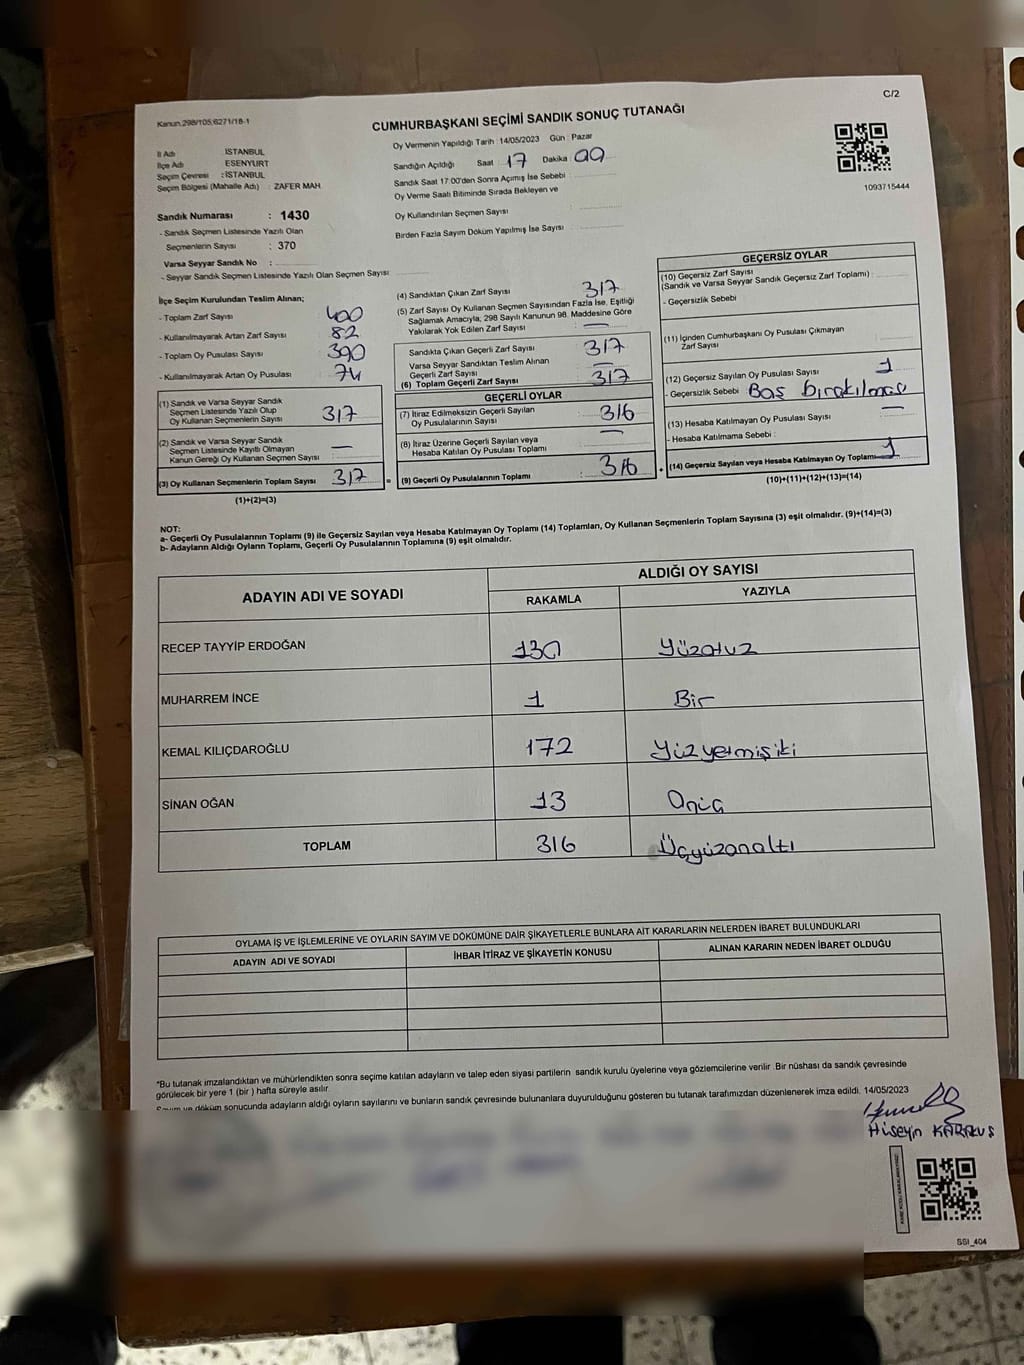 C/2
Kanun.298/105;6271/18-1
CUMHURBAŞKANI SEÇİMİ SANDIK SONUÇ TUTANAĞI
Oy Vermenin Yapıldığı Tarih : 14/05/2023 Gün : Pazar
İl Adı İSTANBUL
İlçe Adı ESENYURT
Seçim Çevresi : İSTANBUL
Seçim Bölgesi (Mahalle Adı) : ZAFER MAH.
Sandığın Açıldığı Saat 17 Dakika 00
Sandık Saat 17:00'den Sonra Açımış İse Sebebi
Oy Verme Saati Bitiminde Sırada Bekleyen ve
Oy Kullandırılan Seçmen Sayısı
Birden Fazla Sayım Döküm Yapılmış İse Sayısı
1093715444
Sandık Numarası : 1430
- Sandık Seçmen Listesinde Yazılı Olan
Seçmenlerin Sayısı : 370
Varsa Seyyar Sandık No :
- Seyyar Sandık Seçmen Listesinde Yazılı Olan Seçmen Sayısı
İlçe Seçim Kurulundan Teslim Alınan;
- Toplam Zarf Sayısı 400
- Kullanılmayarak Artan Zarf Sayısı 82
- Toplam Oy Pusulası Sayısı 390
- Kullanılmayarak Artan Oy Pusulası 74
(1) Sandık ve Varsa Seyyar Sandık
Seçmen Listesinde Yazılı Olup
Oy Kullanan Seçmenlerin Sayısı 317
(2) Sandık ve Varsa Seyyar Sandık
Seçmen Listesinde Kayıtlı Olmayan
Kanun Gereği Oy Kullanan Seçmen Sayısı : —
(3) Oy Kullanan Seçmenlerin Toplam Sayısı 317
(1)+(2)=(3)
(4) Sandıktan Çıkan Zarf Sayısı 317
(5) Zarf Sayısı Oy Kullanan Seçmen Sayısından Fazla İse, Eşitliği
Sağlamak Amacıyla, 298 Sayılı Kanunun 98. Maddesine Göre
Yakılarak Yok Edilen Zarf Sayısı : —
Sandıkta Çıkan Geçerli Zarf Sayısı 317
Varsa Seyyar Sandıktan Teslim Alınan
Geçerli Zarf Sayısı —
(6) Toplam Geçerli Zarf Sayısı 317
GEÇERLİ OYLAR
(7) İtiraz Edilmeksizin Geçerli Sayılan
Oy Pusulasının Sayısı 316
(8) İtiraz Üzerine Geçerli Sayılan veya
Hesaba Katılan Oy Pusulası Toplamı —
= (9) Geçerli Oy Pusulalarının Toplamı : 316
GEÇERSİZ OYLAR
(10) Geçersiz Zarf Sayısı
(Sandık ve Varsa Seyyar Sandık Geçersiz Zarf Toplamı) :
- Geçersizlik Sebebi
(11) İçinden Cumhurbaşkanı Oy Pusulası Çıkmayan
Zarf Sayısı
(12) Geçersiz Sayılan Oy Pusulası Sayısı 1
- Geçersizlik Sebebi Boş bırakılması
(13) Hesaba Katılmayan Oy Pusulası Sayısı —
- Hesaba Katılmama Sebebi :
+ (14) Geçersiz Sayılan veya Hesaba Katılmayan Oy Toplamı 1
(10)+(11)+(12)+(13)=(14)
NOT:
a- Geçerli Oy Pusulalarının Toplamı (9) ile Geçersiz Sayılan veya Hesaba Katılmayan Oy Toplamı (14) Toplamları, Oy Kullanan Seçmenlerin Toplam Sayısına (3) eşit olmalıdır. (9)+(14)=(3)
b- Adayların Aldığı Oyların Toplamı, Geçerli Oy Pusulalarının Toplamına (9) eşit olmalıdır.
ADAYIN ADI VE SOYADI ALDIĞI OY SAYISI
RAKAMLA YAZIYLA
RECEP TAYYİP ERDOĞAN 130 Yüzotuz
MUHARREM İNCE 1 Bir
KEMAL KILIÇDAROĞLU 172 Yüzyetmişiki
SİNAN OĞAN 13 Onüç
TOPLAM 316 Üçyüzonaltı
OYLAMA İŞ VE İŞLEMLERİNE VE OYLARIN SAYIM VE DÖKÜMÜNE DAİR ŞİKAYETLERLE BUNLARA AİT KARARLARIN NELERDEN İBARET BULUNDUKLARI
ADAYIN ADI VE SOYADI İHBAR İTİRAZ VE ŞİKAYETİN KONUSU ALINAN KARARIN NEDEN İBARET OLDUĞU
*Bu tutanak imzalandıktan ve mühürlendikten sonra seçime katılan adayların ve talep eden siyasi partilerin sandık kurulu üyelerine veya gözlemcilerine verilir .Bir nüshası da sandık çevresinde
görülecek bir yere 1 (bir ) hafta süreyle asılır.
Sayım ve döküm sonucunda adayların aldığı oyların sayılarını ve bunların sandık çevresinde bulunanlara duyurulduğunu gösteren bu tutanak tarafımızdan düzenlenerek imza edildi. 14/05/2023
Hüseyin KARAKUŞ
SSI_404